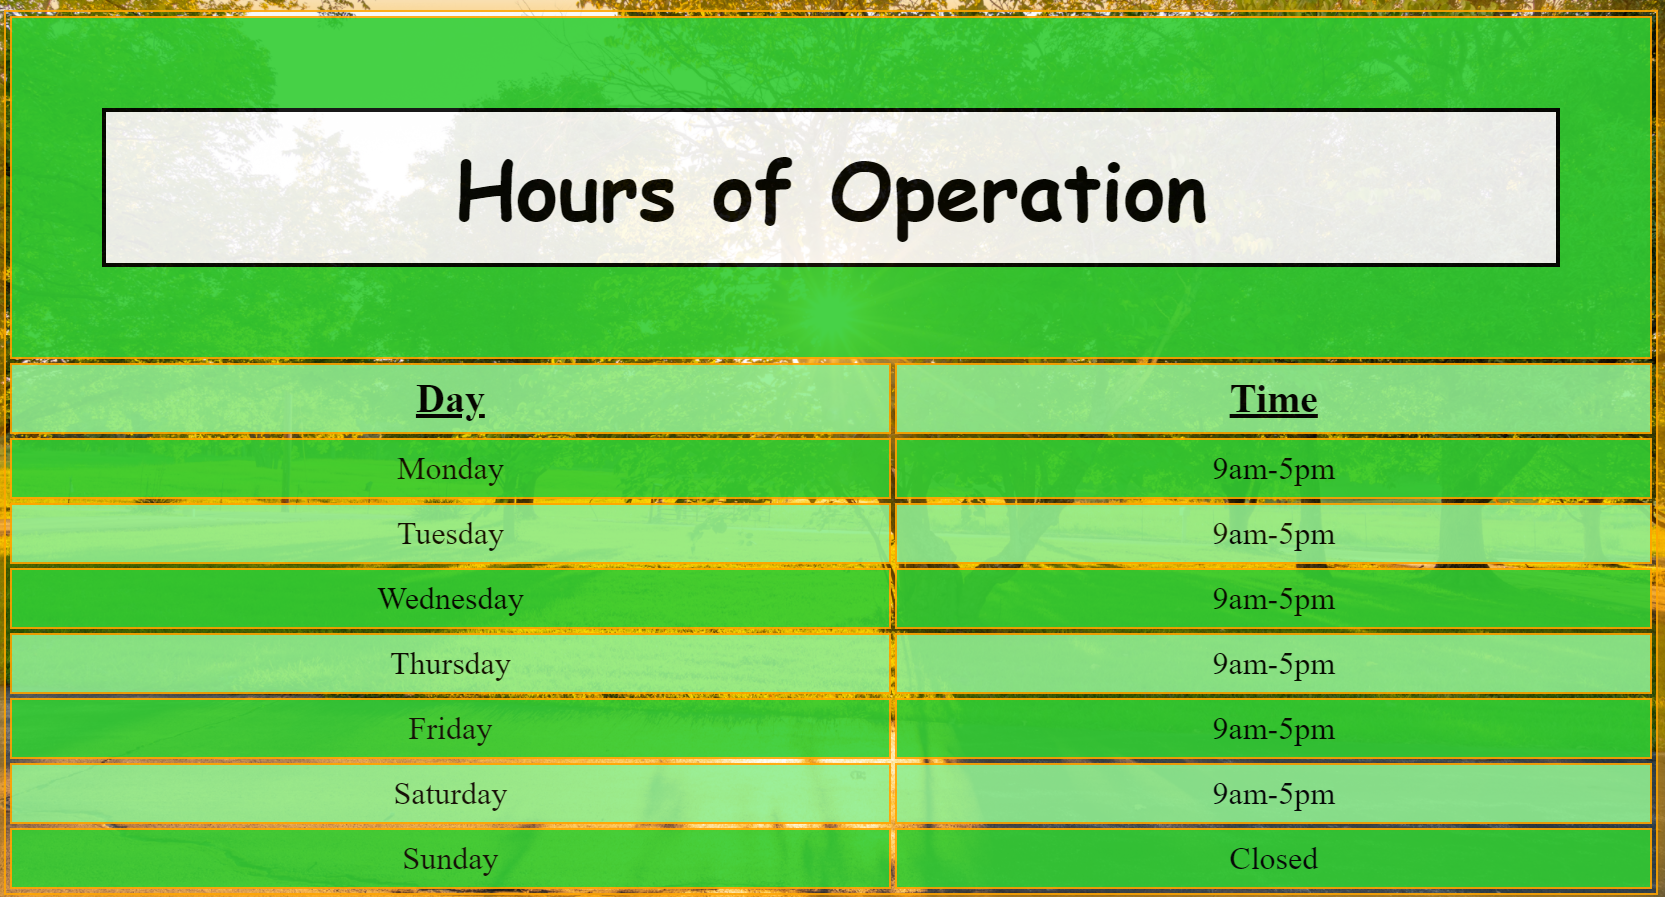 Hours of Operation
Day Time
Monday 9am-5pm
Tuesday 9am-5pm
Wednesday 9am-5pm
Thursday 9am-5pm
Friday 9am-5pm
Saturday 9am-5pm
Sunday Closed